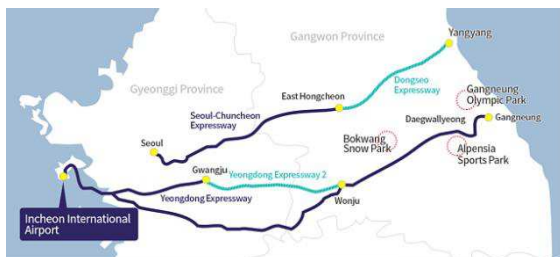 Gangwon Province
Yangyang
Gyeonggi Province
Dongseo
Expressway
Gangneung
Olympic Park
East Hongcheon
Seoul-Chuncheon
Expressway
Daegwallyeong
Gangneung
Seoul
Bokwang
Snow Park
Alpensia
Sports Park
Gwangju
Yeongdong Expressway 2
Yeongdong Expressway
Wonju
Incheon International
Airport